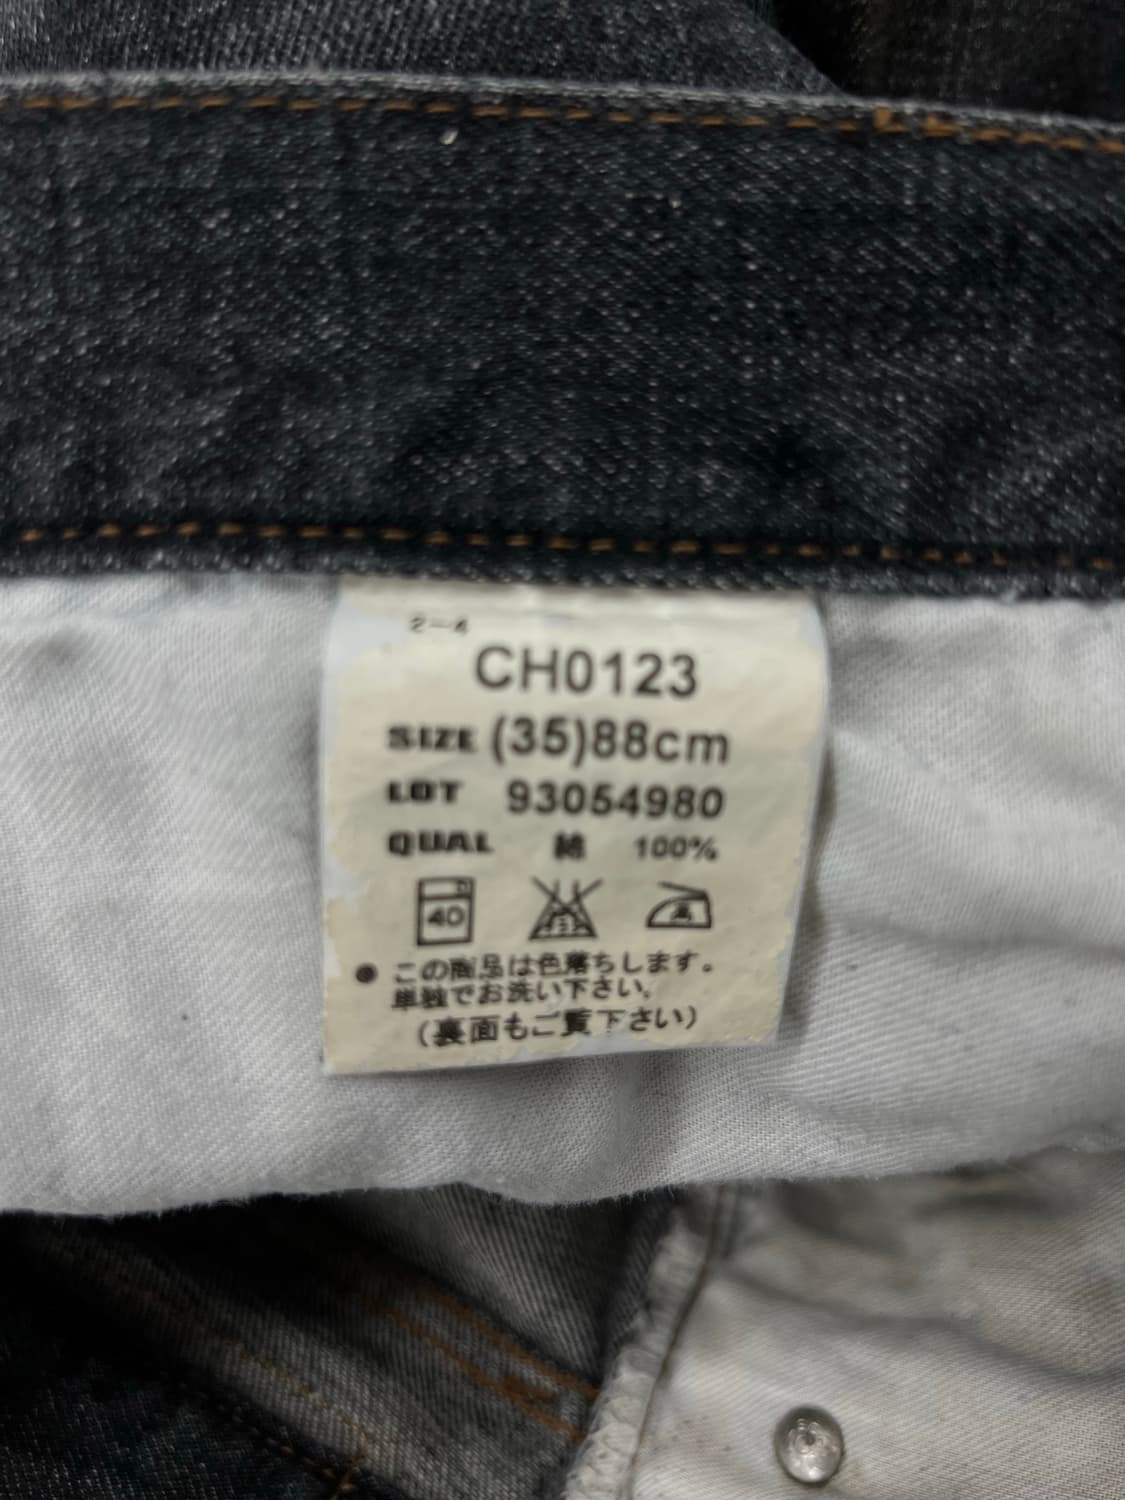 2-4
CH0123
SIZE (35)88cm
LOT 93054980
QUAL 綿 100%
40
この商品は色落ちします。
単独でお洗い下さい。
(裏面もご覧下さい)